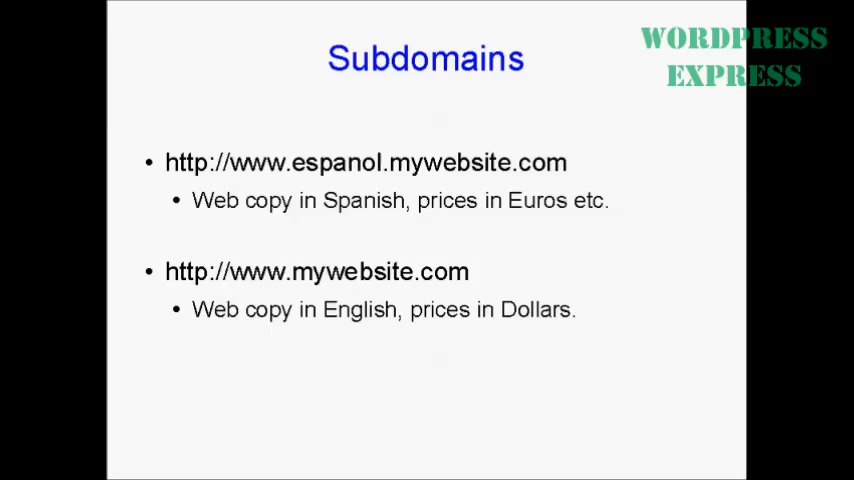 Subdomains
WORDPRESS
EXPRESS
• http://www.espanol.mywebsite.com
• Web copy in Spanish, prices in Euros etc.
• http://www.mywebsite.com
• Web copy in English, prices in Dollars.